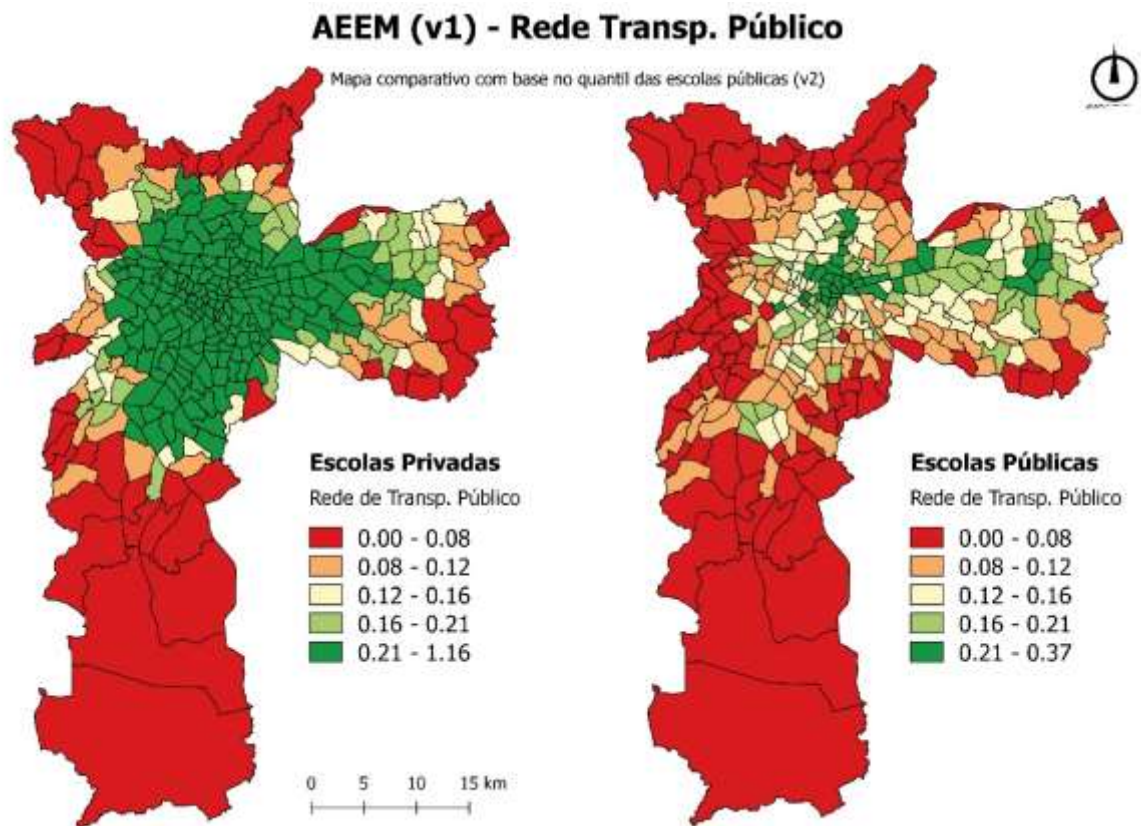 AEEM (v1) - Rede Transp. Público
Mapa comparativo com base no quantil das escolas públicas (v2)
Escolas Privadas
Rede de Transp. Público
0.00 - 0.08
0.08 - 0.12
0.12 - 0.16
0.16 - 0.21
0.21 - 1.16
Escolas Públicas
Rede de Transp. Público
0.00 - 0.08
0.08 - 0.12
0.12 - 0.16
0.16 - 0.21
0.21 - 0.37
0 5 10 15 km